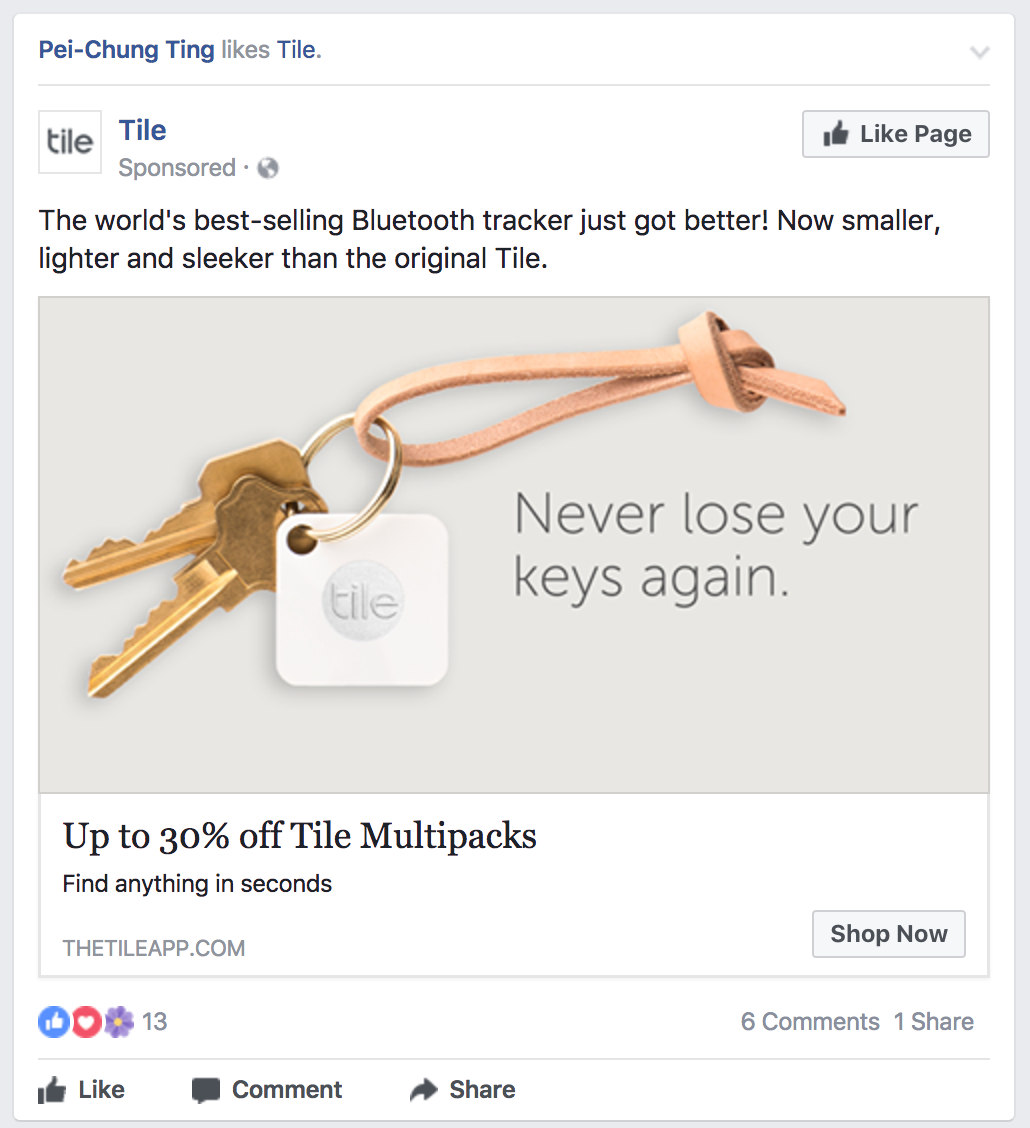 Pei-Chung Ting likes Tile.
tile
Tile
Sponsored ·
Like Page
The world's best-selling Bluetooth tracker just got better! Now smaller,
lighter and sleeker than the original Tile.
Never lose your
keys again.
tile
Up to 30% off Tile Multipacks
Find anything in seconds
THETILEAPP.COM
Shop Now
13
6 Comments 1 Share
Like Comment Share